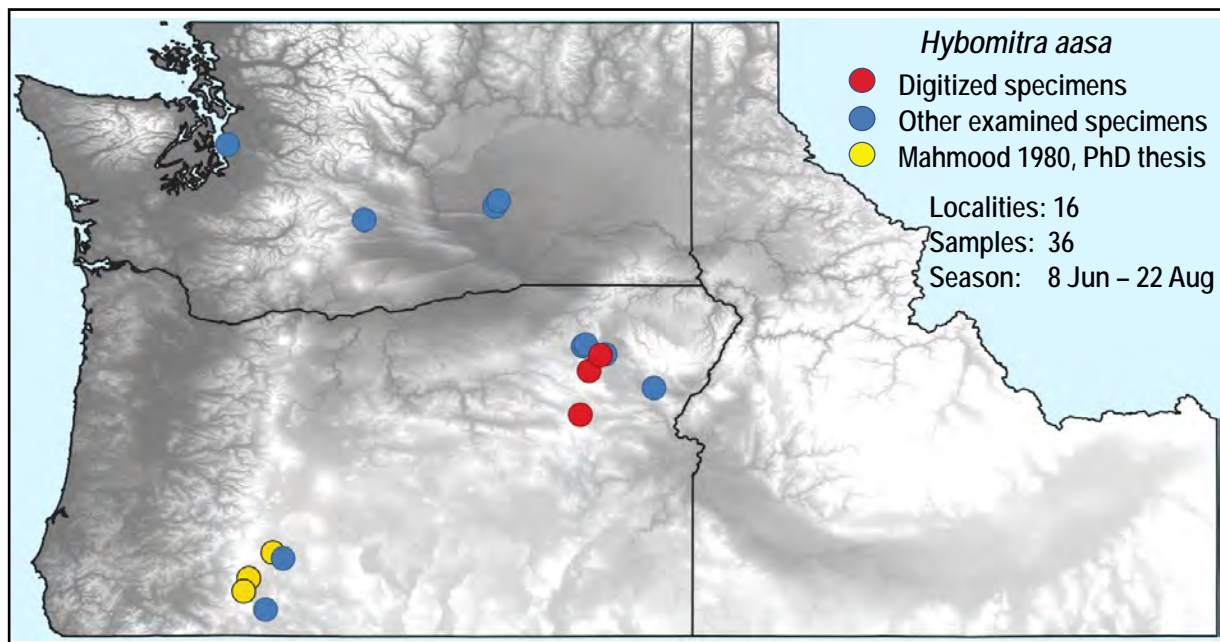 Hybomitra aasa
Digitized specimens
Other examined specimens
Mahmood 1980, PhD thesis
Localities: 16
Samples: 36
Season: 8 Jun – 22 Aug